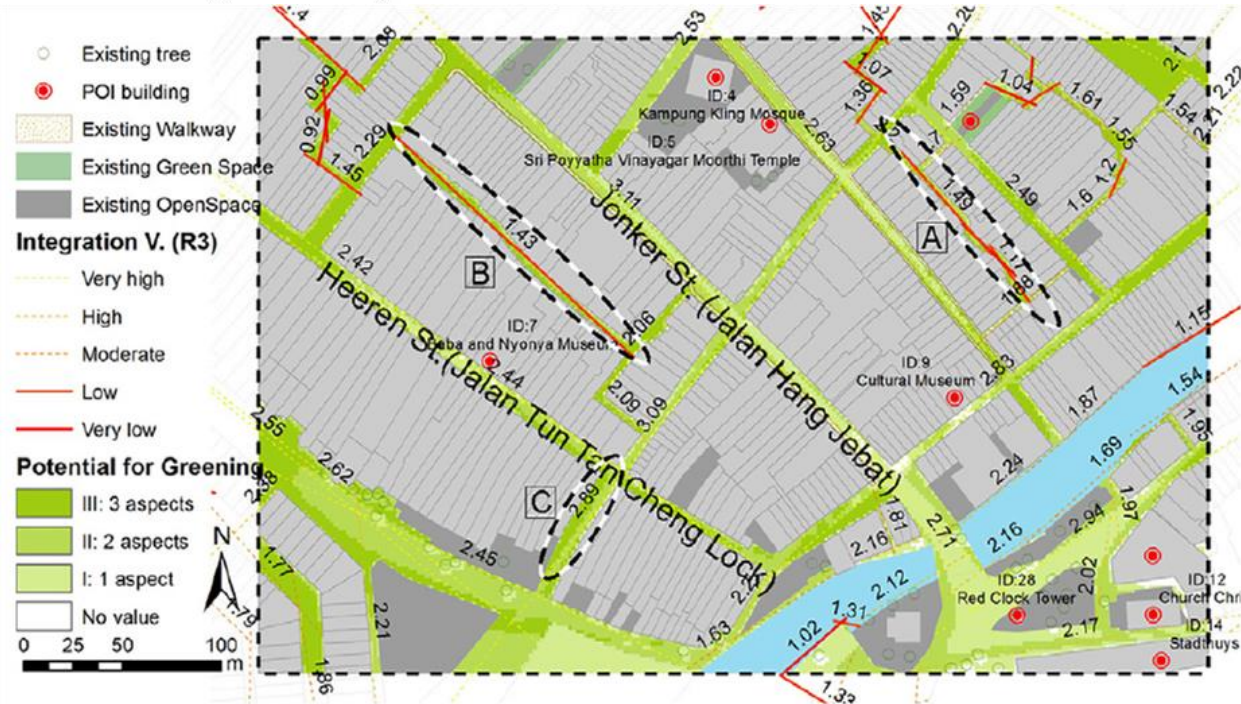 Existing tree
POI building
Existing Walkway
Existing Green Space
Existing OpenSpace
Integration V. (R3)
Very high
High
Moderate
Low
Very low
Potential for Greening
III: 3 aspects
II: 2 aspects
I: 1 aspect
No value
N
0 25 50 100
m
2.08
0.99
0.92
2.29
1.45
2.53
ID:4
Kampung Kling Mosque
ID:5
Sri Poyyatha Vinayagar Moorthi Temple
2.63
3.11
1.07
1.36
1.59
1.04
1.61
1.54
1.55
1.2
1.6
2.49
2.1
2.22
2.21
1.49
A
1.88
1.43
B
Jonker St. (Jalan Hang Jebat)
2.42
Heeren St.(Jalan Tun Tan Cheng Lock)
2.06
ID:7
Baba and Nyonya Museum
2.44
2.09
3.09
ID:9
Cultural Museum
2.83
1.15
1.54
1.87
1.69
1.95
2.24
2.55
2.62
C
2.89
1.81
2.71
2.16
2.16
2.94
1.97
2.45
2.12
2.02
1.77
1.79
2.21
1.63
1.31
1.02
1.33
ID:28
Red Clock Tower
2.17
ID:12
Church Chri
ID:14
Stadthuys
1.86